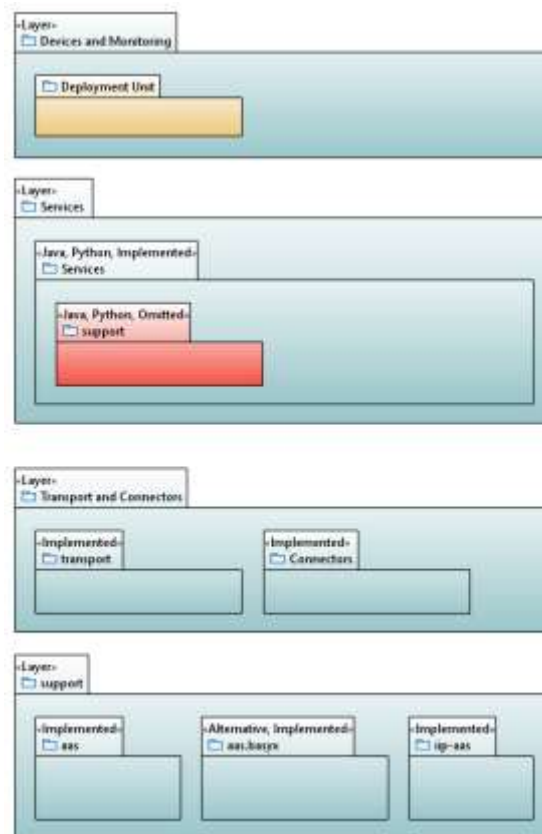 «Layer»
Devices and Monitoring
Deployment Unit
«Layer»
Services
«Java, Python, Implemented»
Services
«Java, Python, Omitted»
support
«Layer»
Transport and Connectors
«Implemented»
transport
«Implemented»
Connectors
«Layer»
support
«Implemented»
aas
«Alternative, Implemented»
aas.basyx
«Implemented»
iip-aas